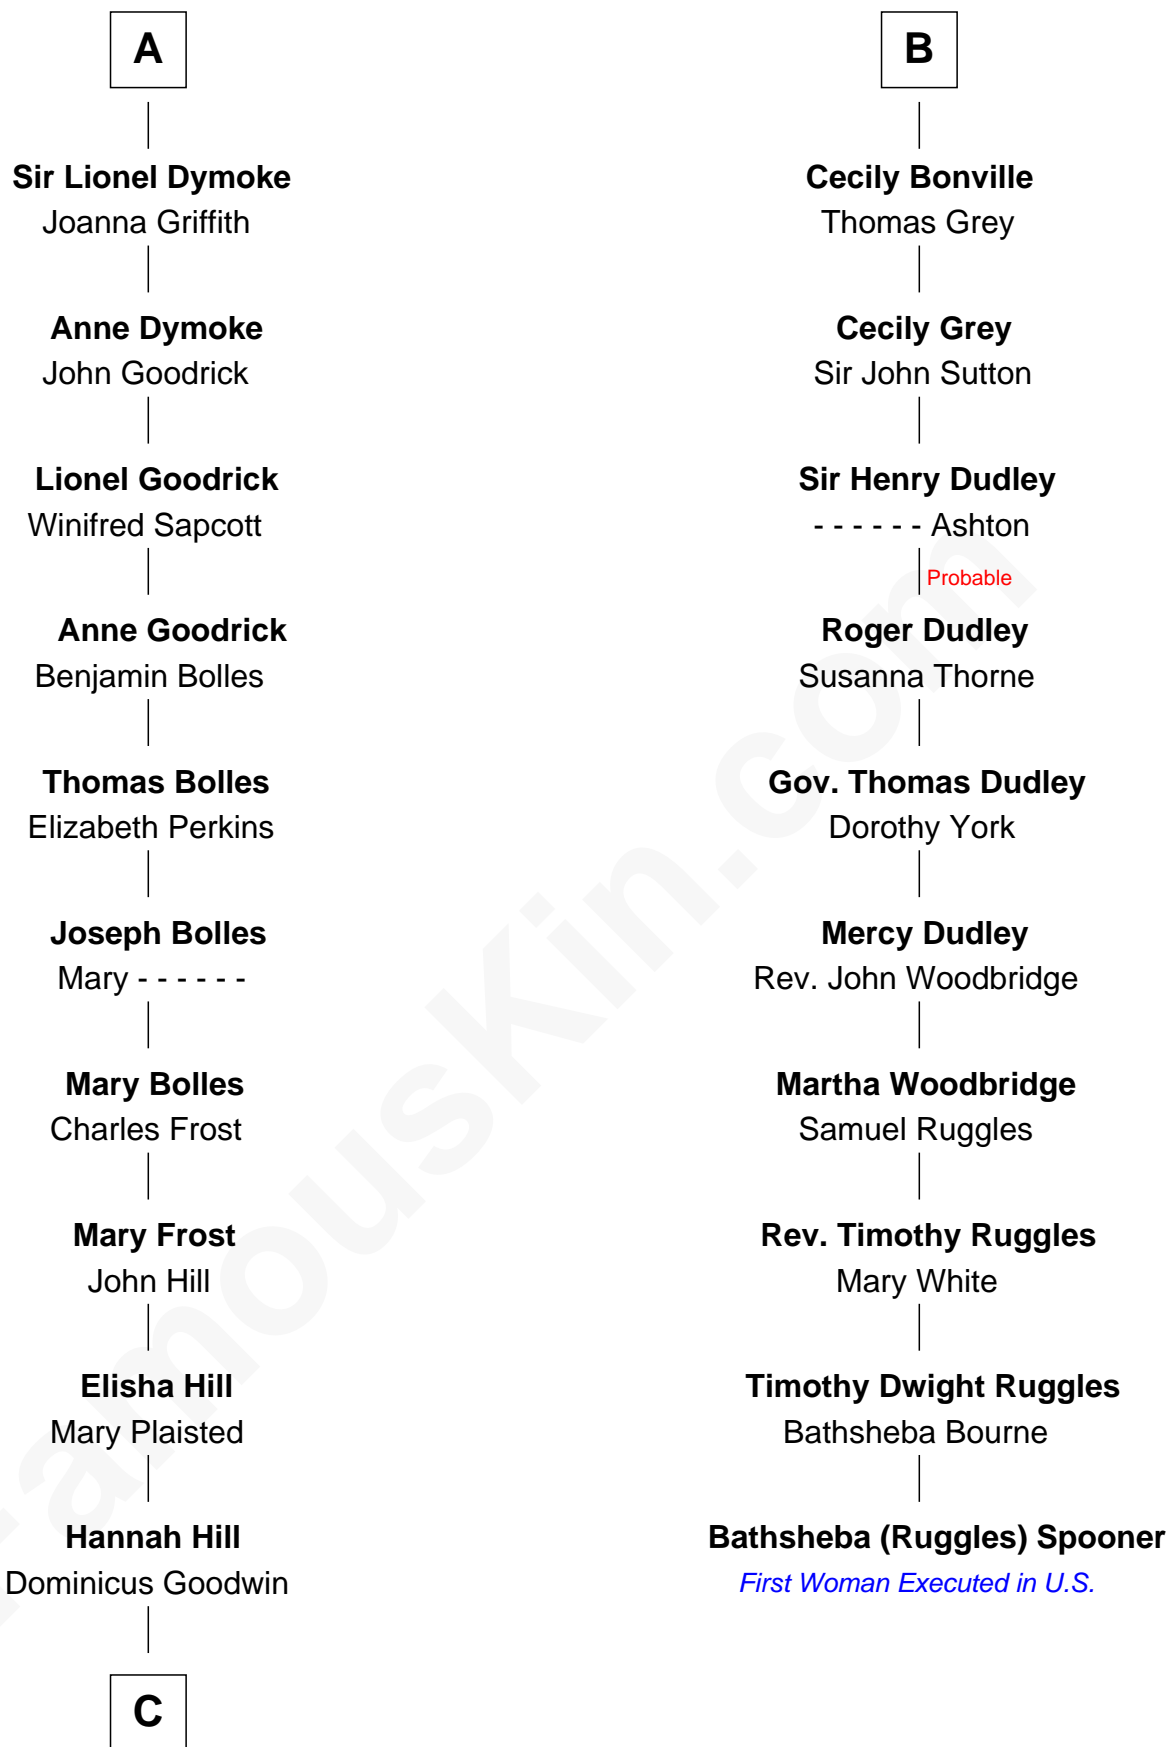 A
Sir Lionel Dymoke
Joanna Griffith
Anne Dymoke
John Goodrick
Lionel Goodrick
Winifred Sapcott
Anne Goodrick
Benjamin Bolles
Thomas Bolles
Elizabeth Perkins
Joseph Bolles
Mary - - - - - -
Mary Bolles
Charles Frost
Mary Frost
John Hill
Elisha Hill
Mary Plaisted
Hannah Hill
Dominicus Goodwin
C
B
Cecily Bonville
Thomas Grey
Cecily Grey
Sir John Sutton
Sir Henry Dudley
- - - - - - Ashton
Probable
Roger Dudley
Susanna Thorne
Gov. Thomas Dudley
Dorothy York
Mercy Dudley
Rev. John Woodbridge
Martha Woodbridge
Samuel Ruggles
Rev. Timothy Ruggles
Mary White
Timothy Dwight Ruggles
Bathsheba Bourne
Bathsheba (Ruggles) Spooner
First Woman Executed in U.S.
FamousKin.com